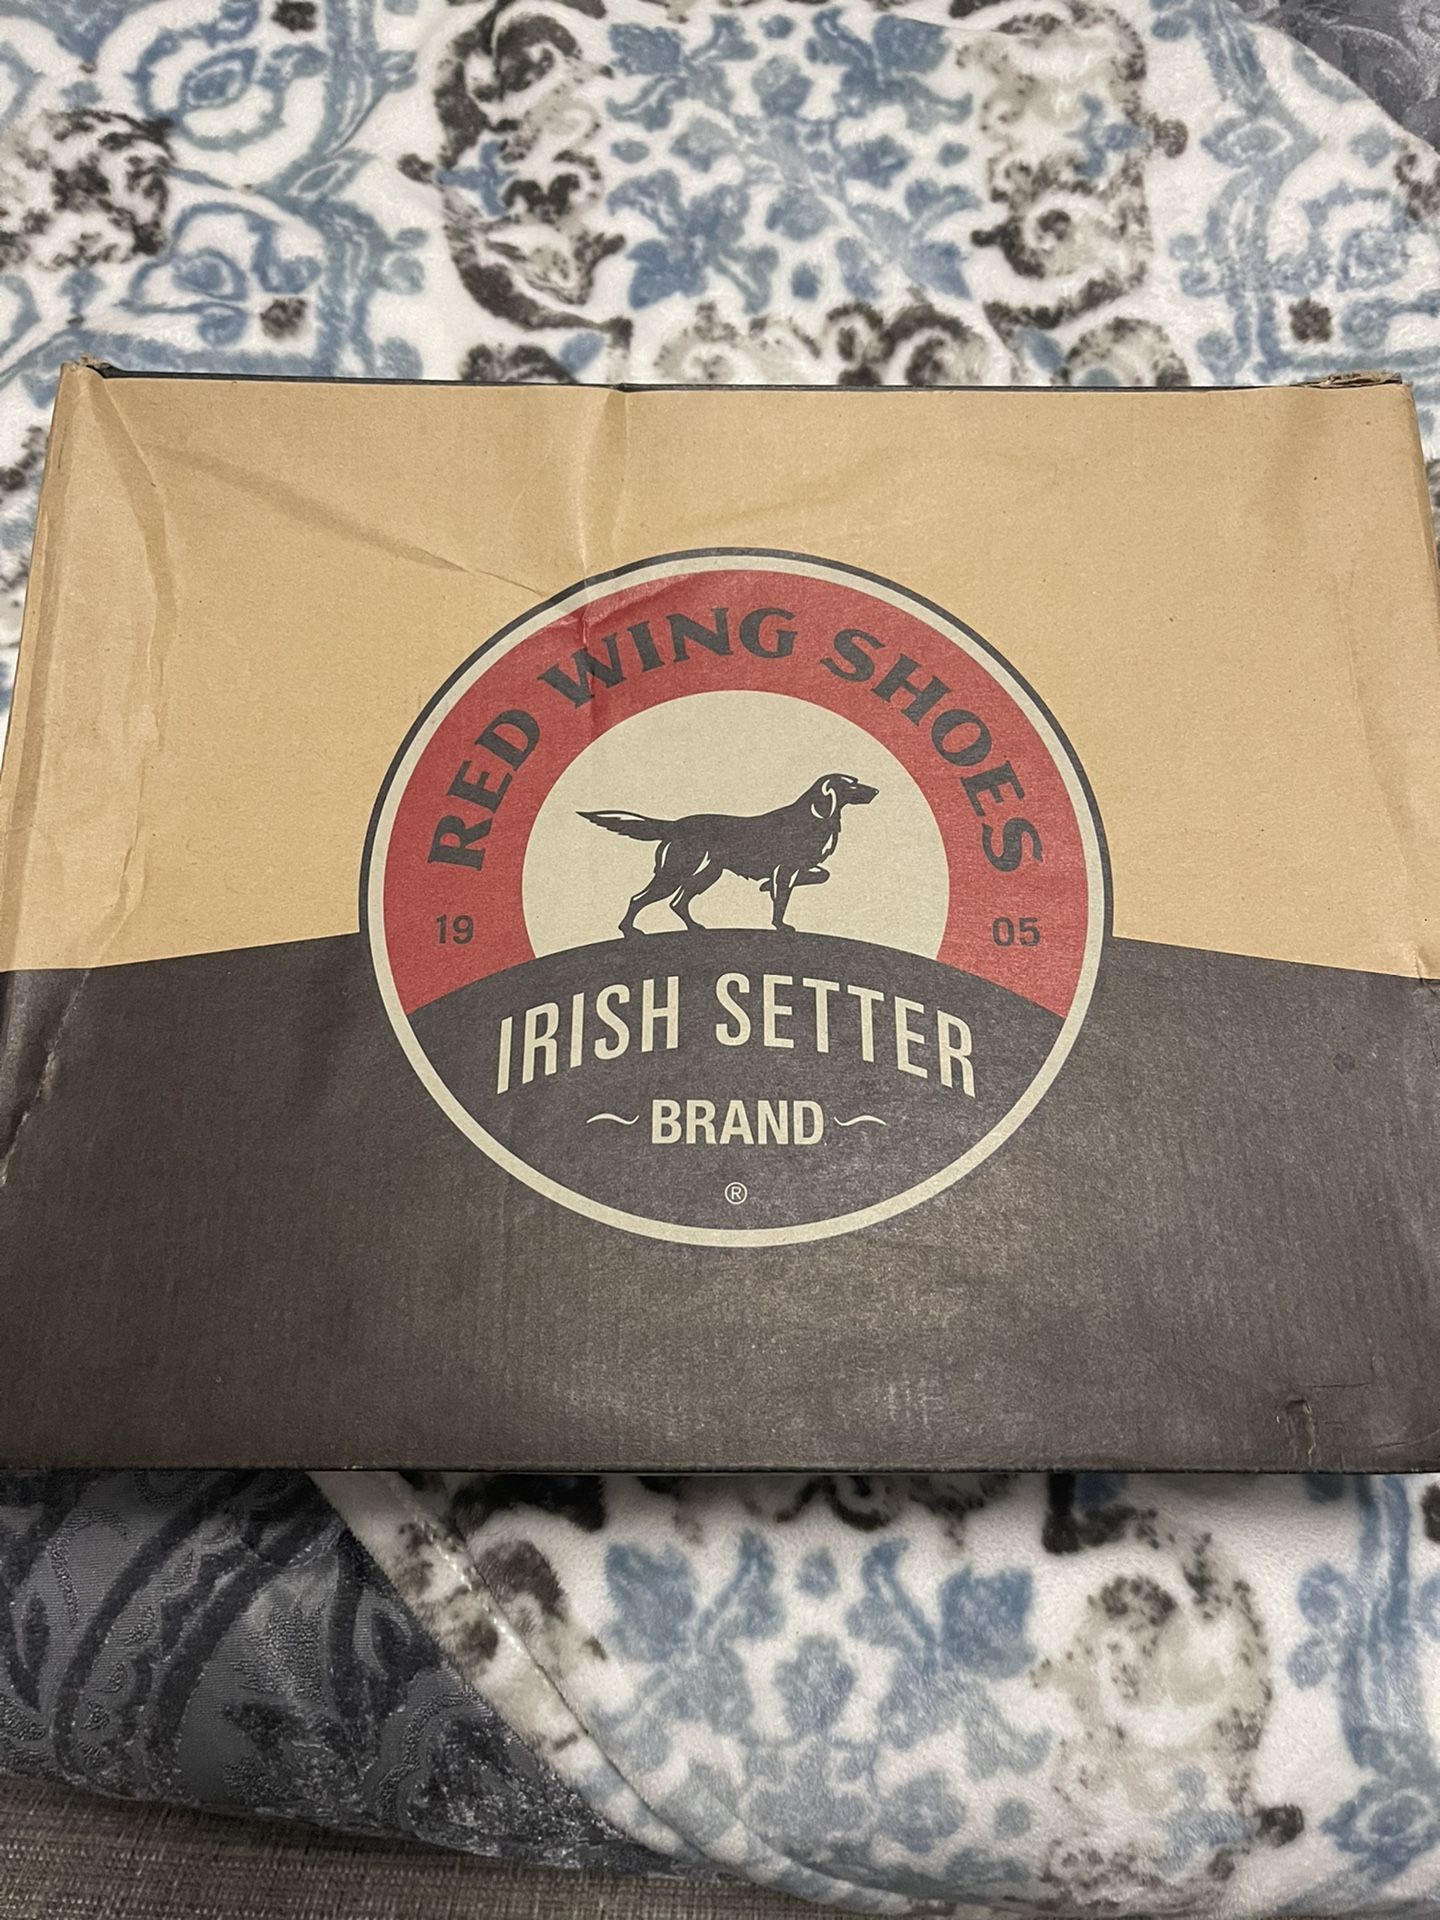 RED WING SHOES
19 05
IRISH SETTER
~ BRAND ~
®